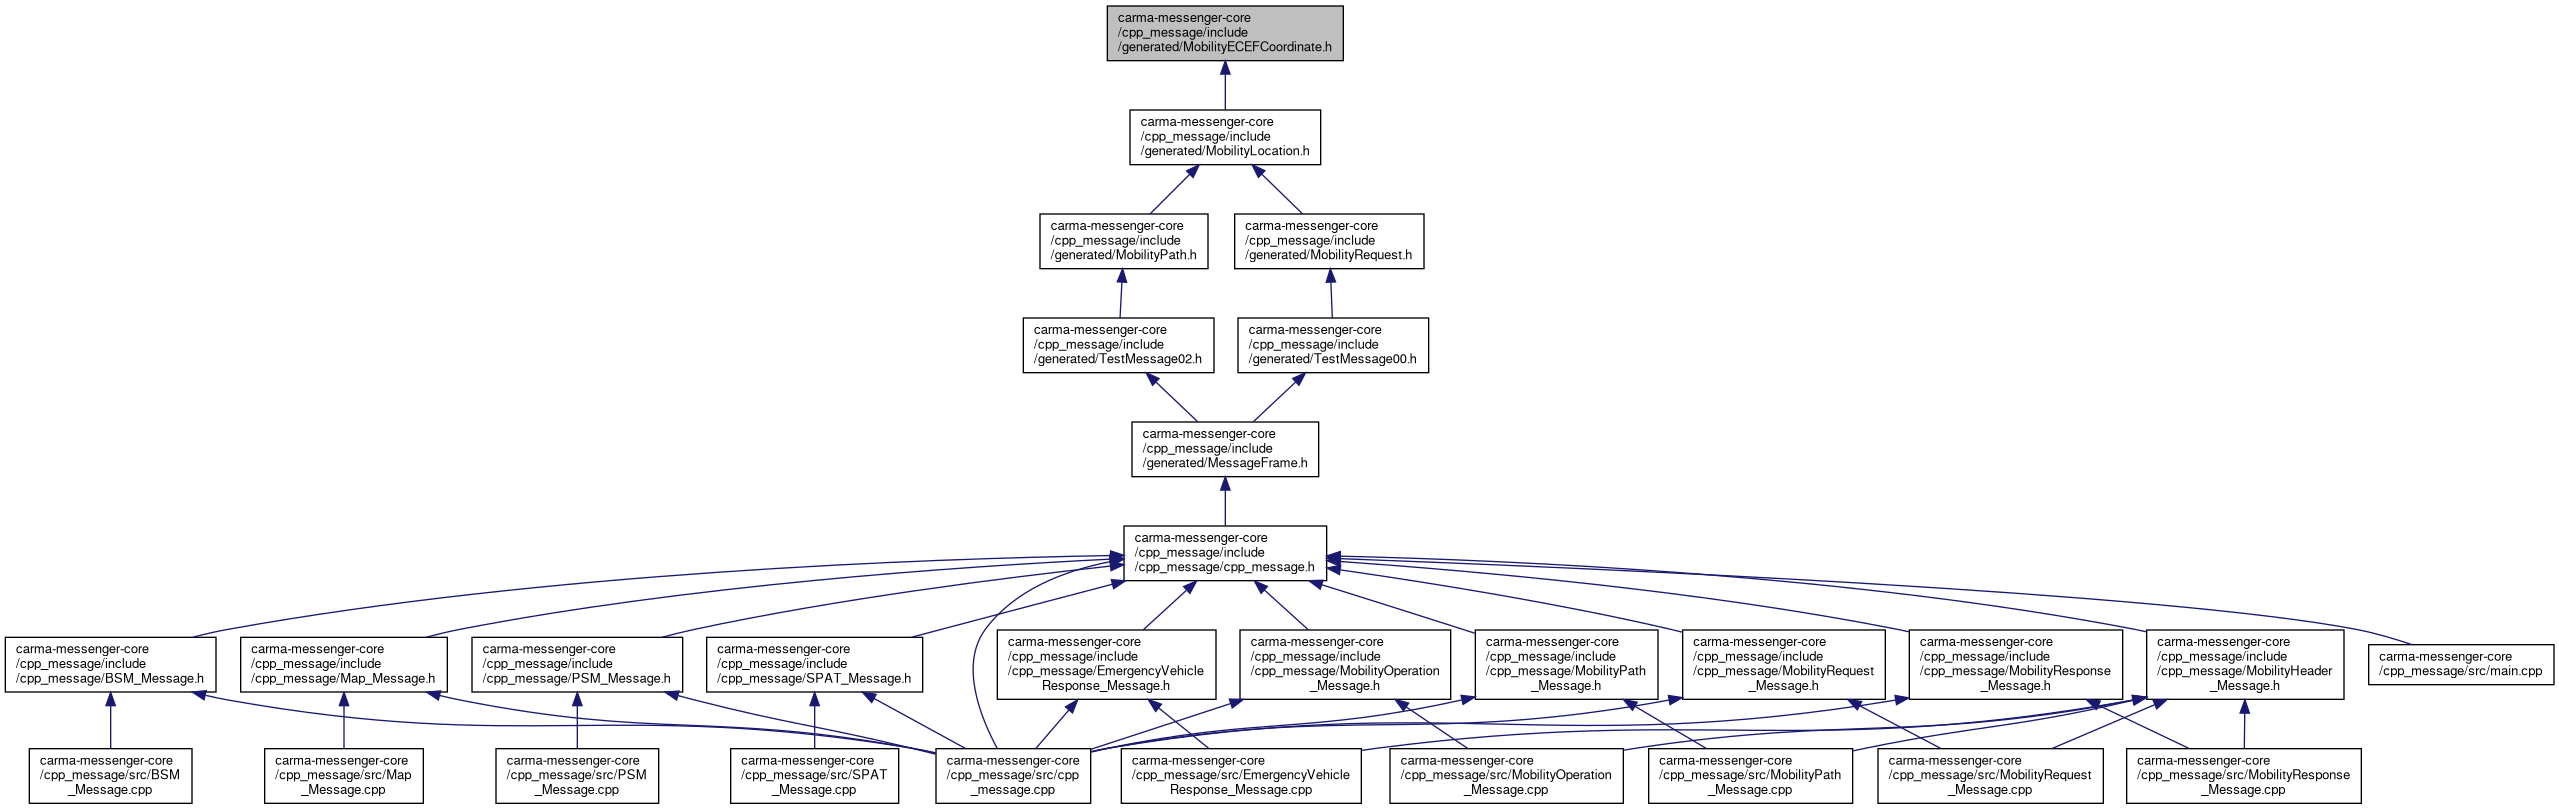 carma-messenger-core
/cpp_message/include
/generated/MobilityECEFCoordinate.h
carma-messenger-core
/cpp_message/include
/generated/MobilityLocation.h
carma-messenger-core
/cpp_message/include
/generated/MobilityPath.h
carma-messenger-core
/cpp_message/include
/generated/MobilityRequest.h
carma-messenger-core
/cpp_message/include
/generated/TestMessage02.h
carma-messenger-core
/cpp_message/include
/generated/TestMessage00.h
carma-messenger-core
/cpp_message/include
/generated/MessageFrame.h
carma-messenger-core
/cpp_message/include
/cpp_message/cpp_message.h
carma-messenger-core
/cpp_message/include
/cpp_message/BSM_Message.h
carma-messenger-core
/cpp_message/include
/cpp_message/Map_Message.h
carma-messenger-core
/cpp_message/include
/cpp_message/PSM_Message.h
carma-messenger-core
/cpp_message/include
/cpp_message/SPAT_Message.h
carma-messenger-core
/cpp_message/include
/cpp_message/EmergencyVehicle
Response_Message.h
carma-messenger-core
/cpp_message/include
/cpp_message/MobilityOperation
_Message.h
carma-messenger-core
/cpp_message/include
/cpp_message/MobilityPath
_Message.h
carma-messenger-core
/cpp_message/include
/cpp_message/MobilityRequest
_Message.h
carma-messenger-core
/cpp_message/include
/cpp_message/MobilityResponse
_Message.h
carma-messenger-core
/cpp_message/include
/cpp_message/MobilityHeader
_Message.h
carma-messenger-core
/cpp_message/src/main.cpp
carma-messenger-core
/cpp_message/src/BSM
_Message.cpp
carma-messenger-core
/cpp_message/src/Map
_Message.cpp
carma-messenger-core
/cpp_message/src/PSM
_Message.cpp
carma-messenger-core
/cpp_message/src/SPAT
_Message.cpp
carma-messenger-core
/cpp_message/src/cpp
_message.cpp
carma-messenger-core
/cpp_message/src/EmergencyVehicle
Response_Message.cpp
carma-messenger-core
/cpp_message/src/MobilityOperation
_Message.cpp
carma-messenger-core
/cpp_message/src/MobilityPath
_Message.cpp
carma-messenger-core
/cpp_message/src/MobilityRequest
_Message.cpp
carma-messenger-core
/cpp_message/src/MobilityResponse
_Message.cpp